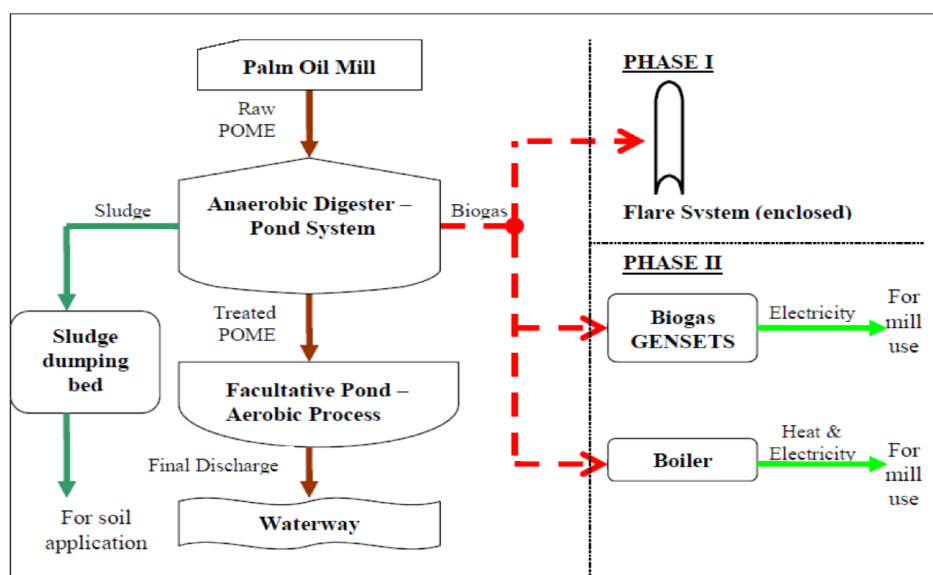 Palm Oil Mill
PHASE I
Raw
POME
Sludge
Anaerobic Digester –
Pond System
Biogas
Flare System (enclosed)
PHASE II
Treated
POME
Biogas
GENSETS
Electricity
For
mill
use
Sludge
dumping
bed
Facultative Pond –
Aerobic Process
Final Discharge
Boiler
Heat &
Electricity
For
mill
use
For soil
application
Waterway